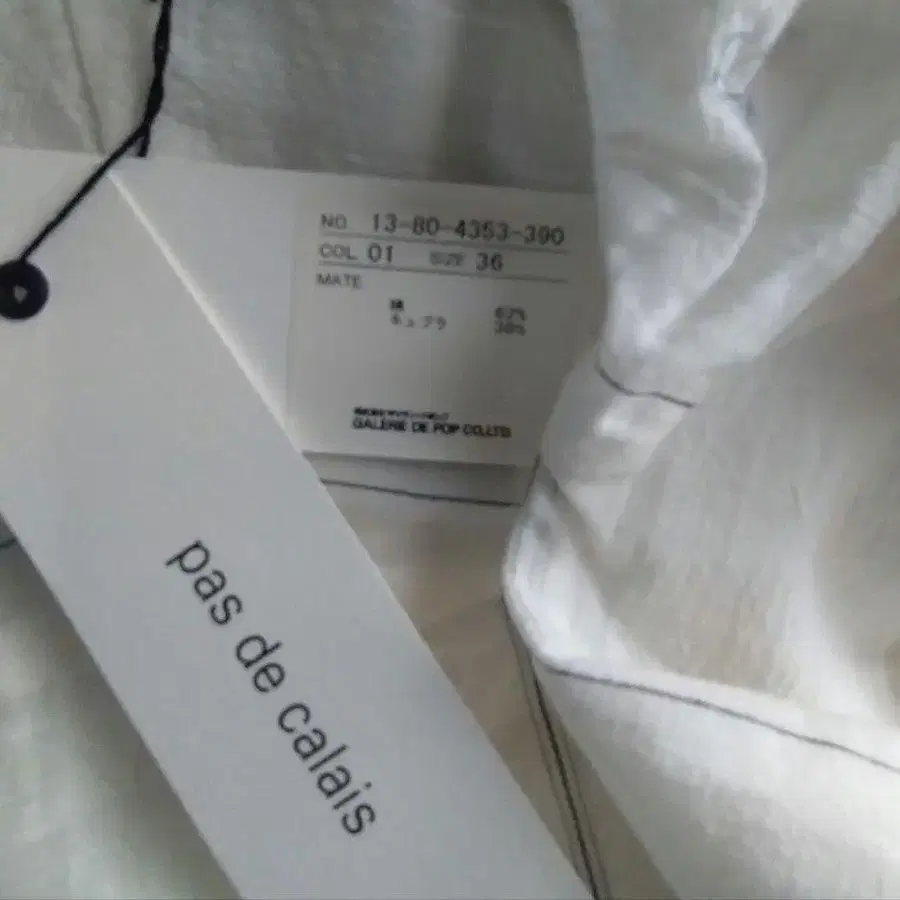 NO. 13-80-4353-390
COL 01 SIZE 36
MATE
キュプラ 38%
GALERIE DE POP CO.,LTD
pas de calais